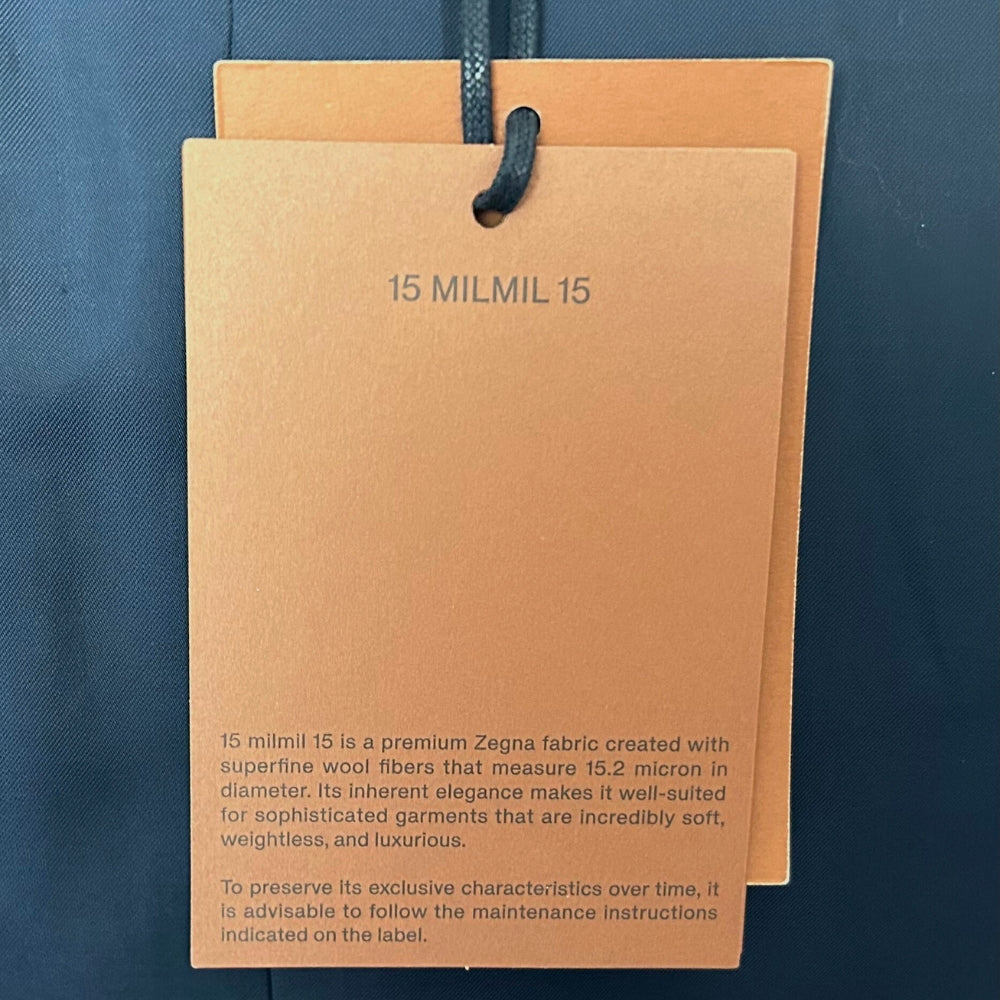 15 MILMIL 15
15 milmil 15 is a premium Zegna fabric created with
superfine wool fibers that measure 15.2 micron in
diameter. Its inherent elegance makes it well-suited
for sophisticated garments that are incredibly soft,
weightless, and luxurious.
To preserve its exclusive characteristics over time, it
is advisable to follow the maintenance instructions
indicated on the label.